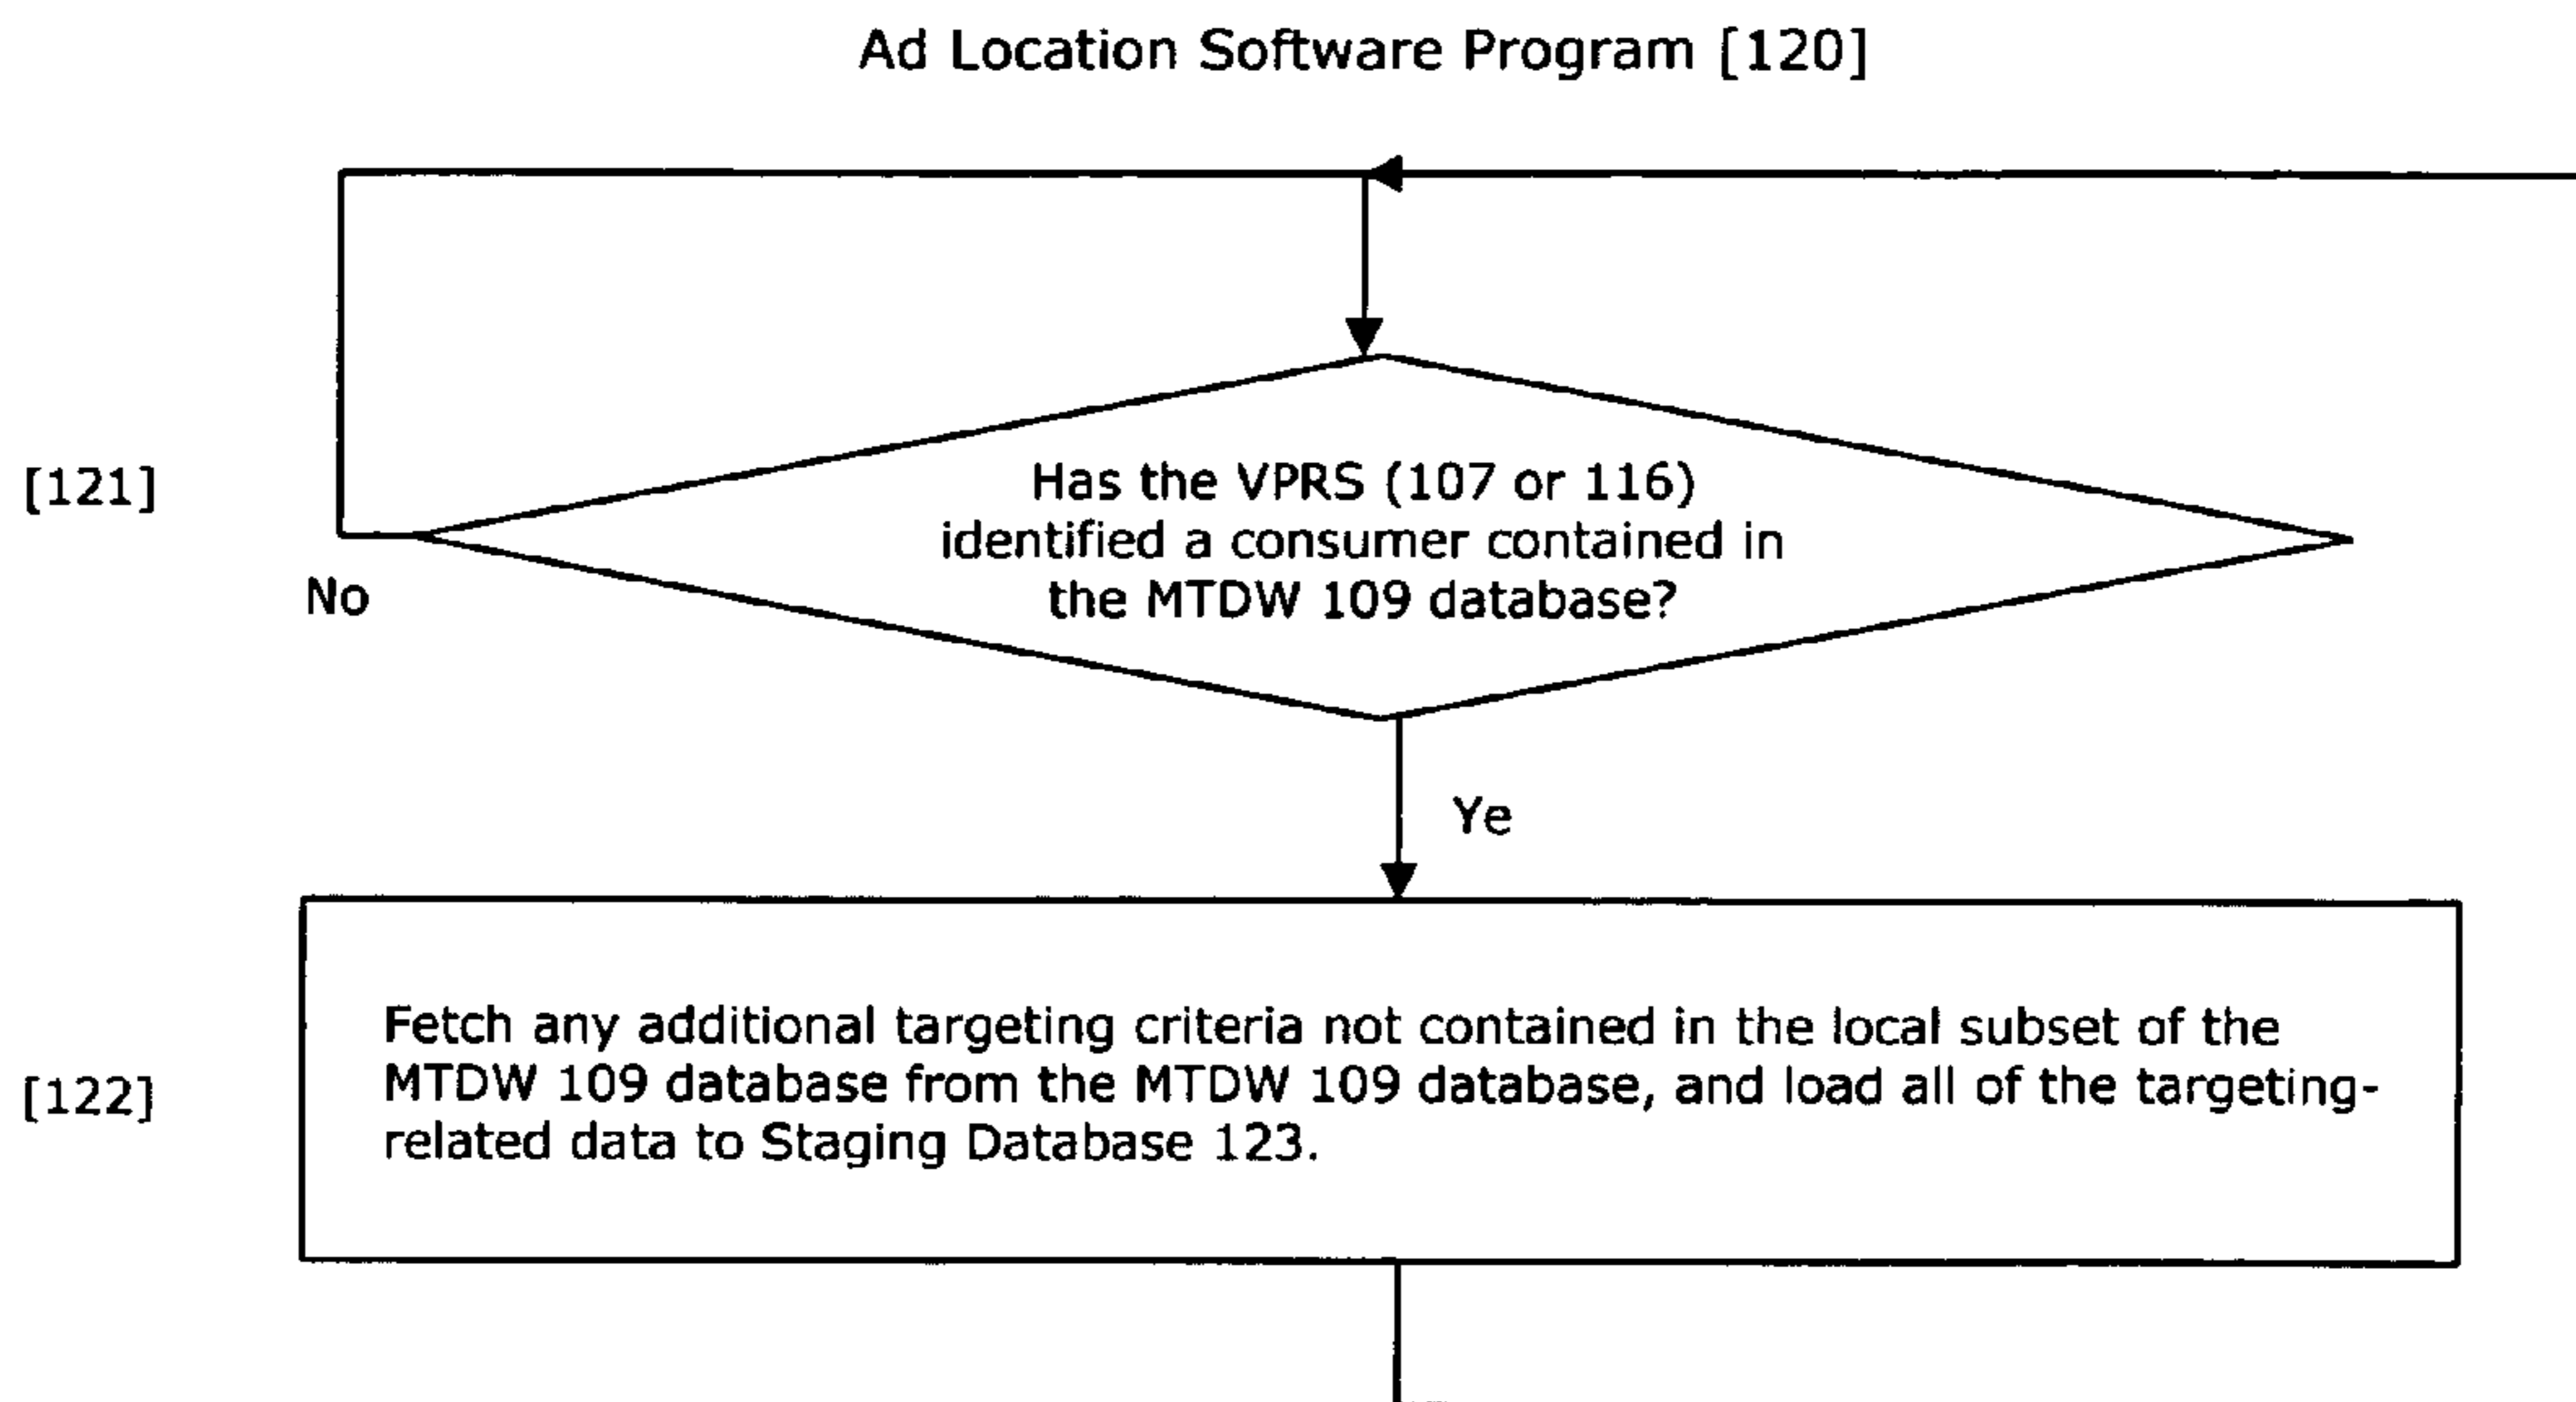 Ad Location Software Program [120]
[121]
Has the VPRS (107 or 116)
identified a consumer contained in
the MTDW 109 database?
No
Ye
[122]
Fetch any additional targeting criteria not contained in the local subset of the
MTDW 109 database from the MTDW 109 database, and load all of the targeting-
related data to Staging Database 123.